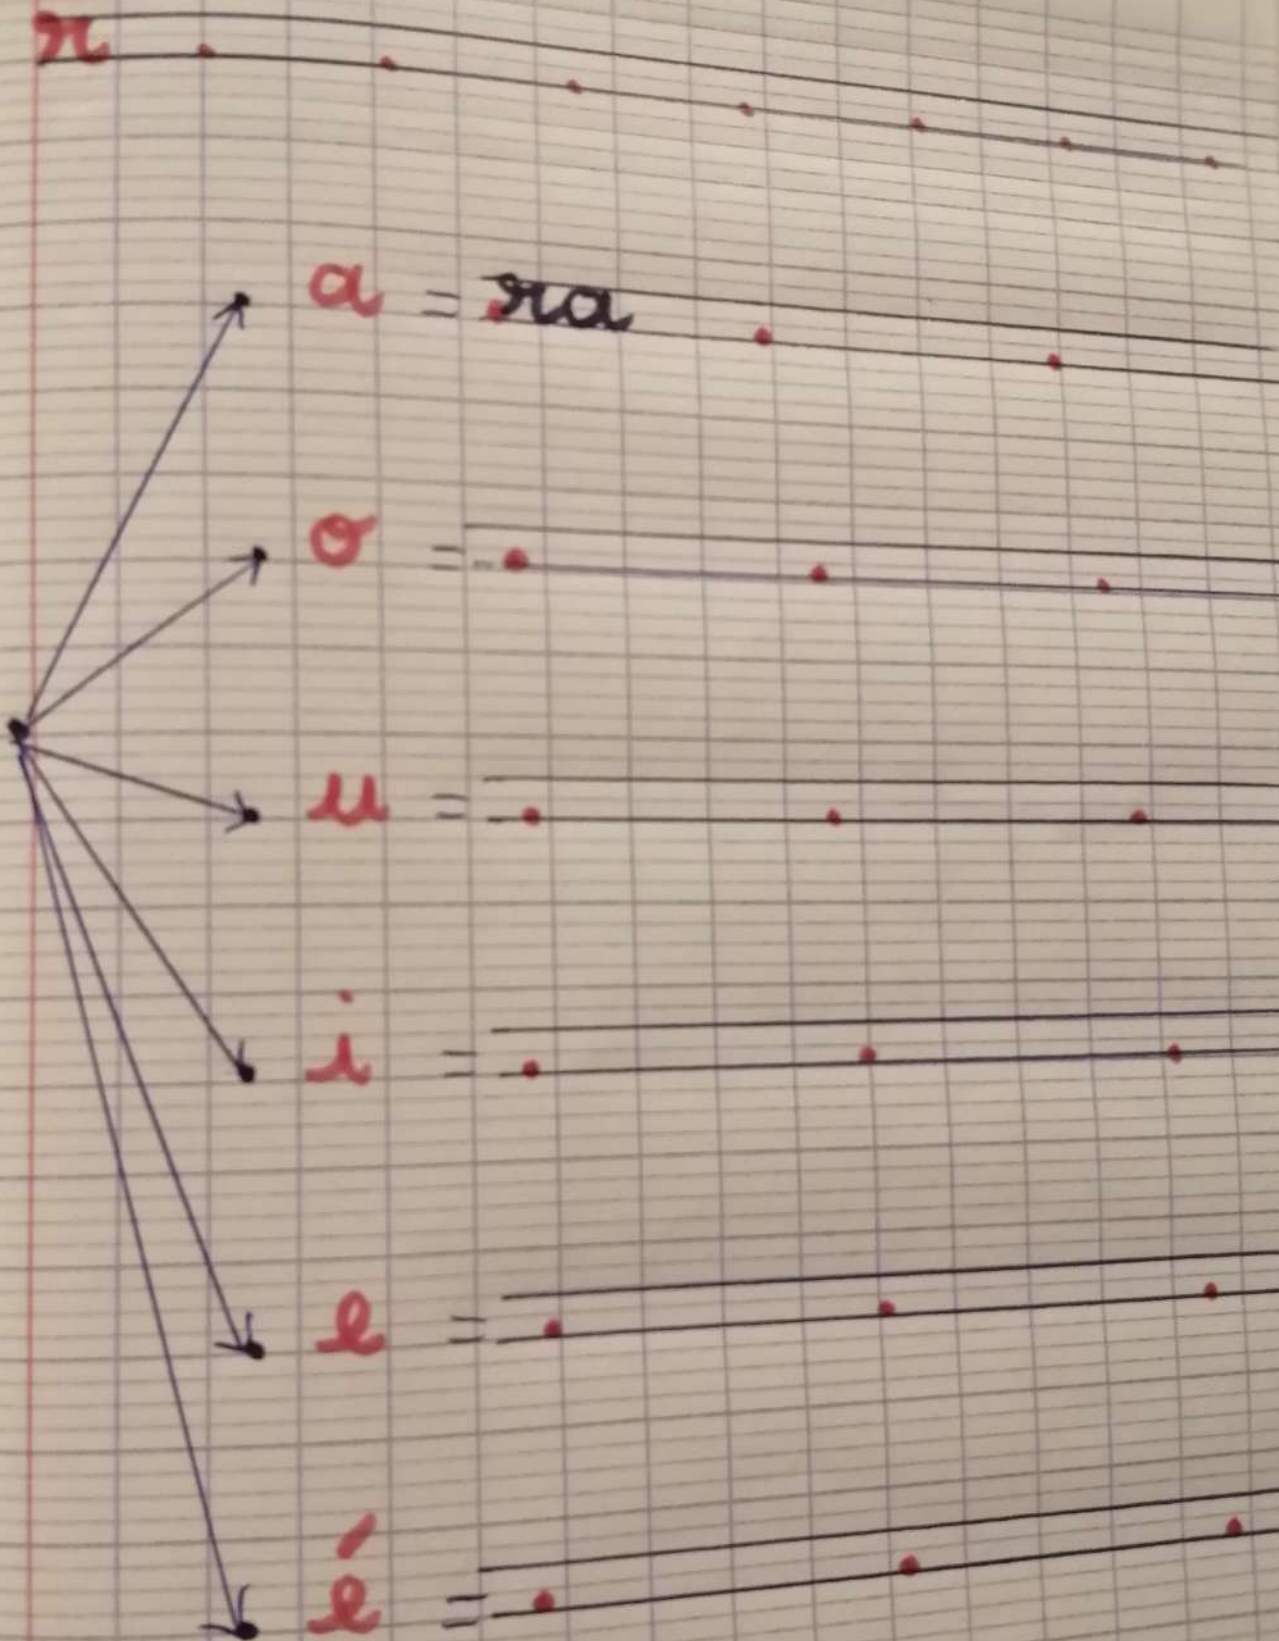 r
a = ra
o =
u =
i =
e =
é =